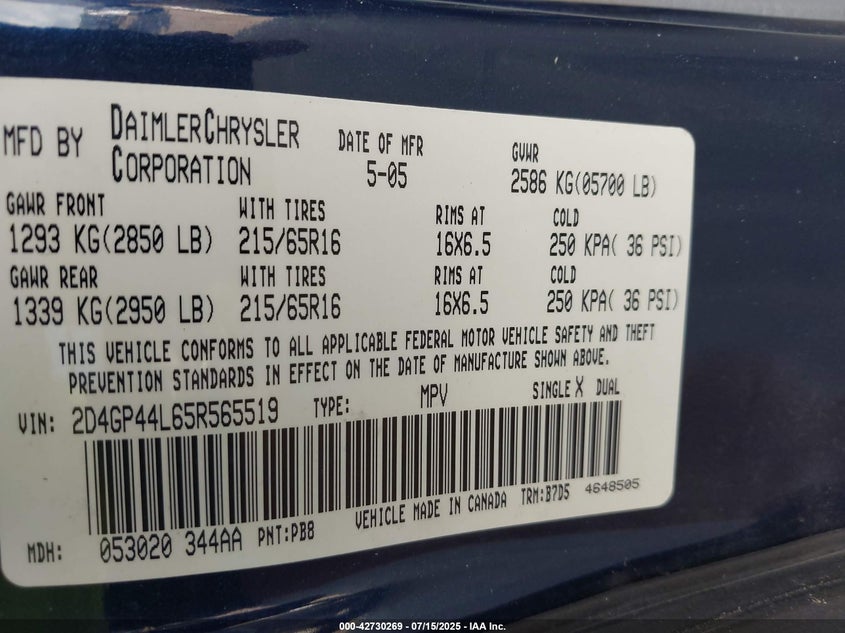 MFD BY DAIMLERCHRYSLER CORPORATION
DATE OF MFR 5-05
GVWR 2586 KG(05700 LB)
GAWR FRONT WITH TIRES RIMS AT COLD
1293 KG(2850 LB) 215/65R16 16X6.5 250 KPA( 36 PSI)
GAWR REAR WITH TIRES RIMS AT COLD
1339 KG(2950 LB) 215/65R16 16X6.5 250 KPA( 36 PSI)
THIS VEHICLE CONFORMS TO ALL APPLICABLE FEDERAL MOTOR VEHICLE SAFETY AND THEFT
PREVENTION STANDARDS IN EFFECT ON THE DATE OF MANUFACTURE SHOWN ABOVE.
VIN: 2D4GP44L65R565519 TYPE: MPV SINGLE X DUAL
MDH: 053020 344AA PNT:PB8 VEHICLE MADE IN CANADA TRM:B7D5 4648505
000-42730269 - 07/15/2025 - IAA Inc.